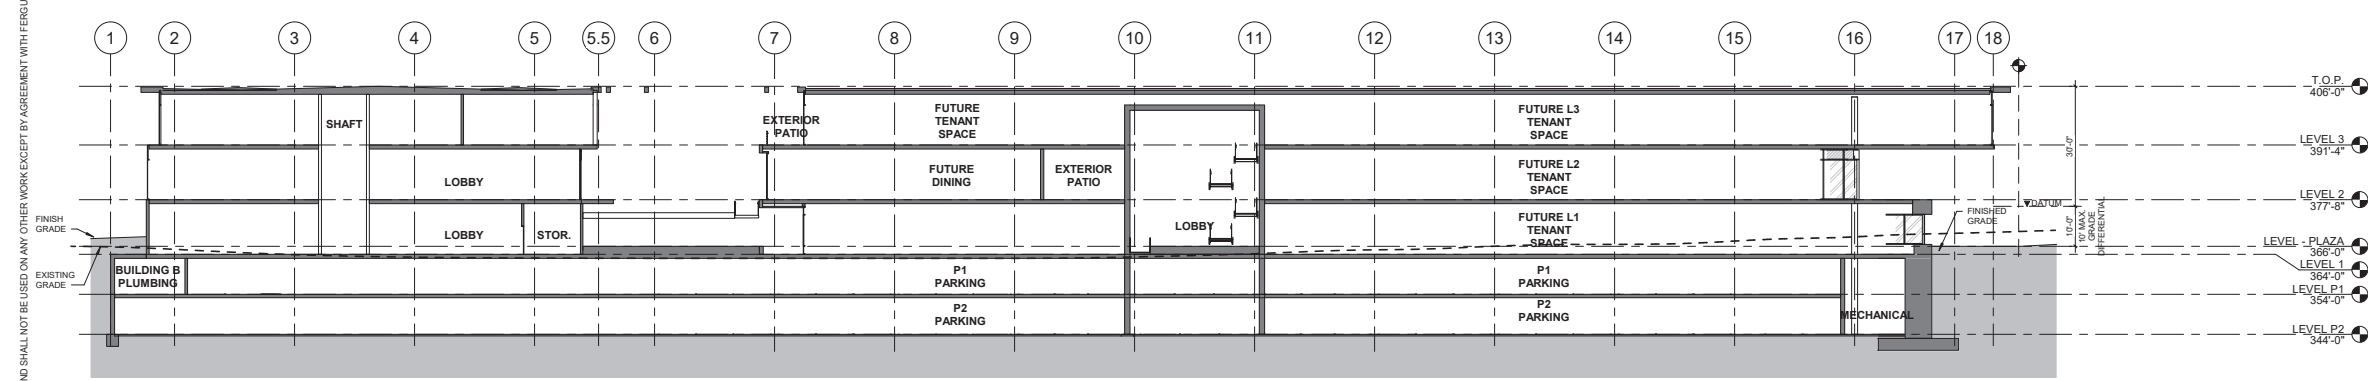 ND SHALL NOT BE USED ON ANY OTHER WORK EXCEPT BY AGREEMENT WITH FERGU
1 2 3 4 5 5.5 6 7 8 9 10 11 12 13 14 15 16 17 18
T.O.P.
406'-0"
SHAFT
EXTERIOR
PATIO
FUTURE
TENANT
SPACE
FUTURE L3
TENANT
SPACE
LEVEL 3
391'-4"
30'-0"
LOBBY
FUTURE
DINING
EXTERIOR
PATIO
FUTURE L2
TENANT
SPACE
LEVEL 2
377'-8"
DATUM
FINISH
GRADE
LOBBY
STOR.
LOBBY
FUTURE L1
TENANT
SPACE
FINISHED
GRADE
10'-0"
10' MAX.
GRADE
DIFFERENTIAL
LEVEL - PLAZA
366'-0"
LEVEL 1
364'-0"
EXISTING
GRADE
BUILDING B
PLUMBING
P1
PARKING
P1
PARKING
LEVEL P1
354'-0"
P2
PARKING
P2
PARKING
MECHANICAL
LEVEL P2
344'-0"